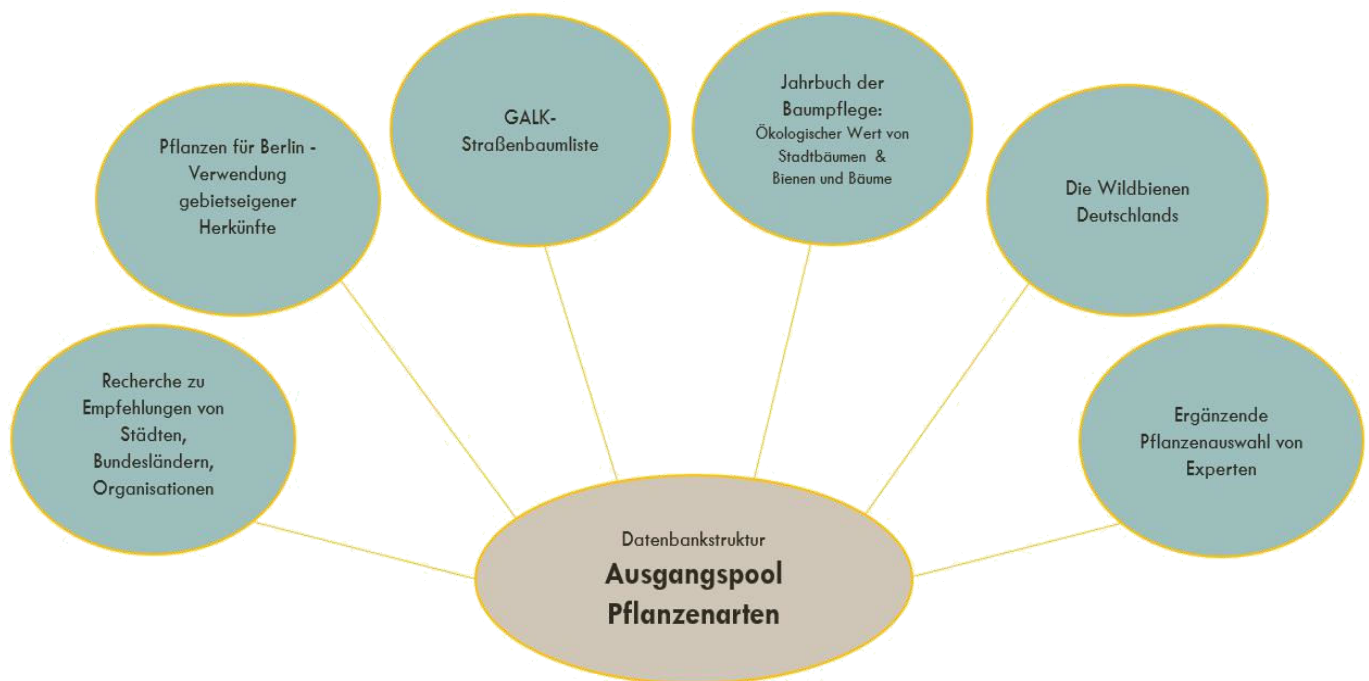 Recherche zu
Empfehlungen von
Städten,
Bundesländern,
Organisationen
Pflanzen für Berlin -
Verwendung
gebietseigener
Herkünfte
GALK-
Straßenbaumliste
Jahrbuch der
Baumpflege:
Ökologischer Wert von
Stadtbäumen &
Bienen und Bäume
Die Wildbienen
Deutschlands
Ergänzende
Pflanzenauswahl von
Experten
Datenbankstruktur
Ausgangspool
Pflanzenarten